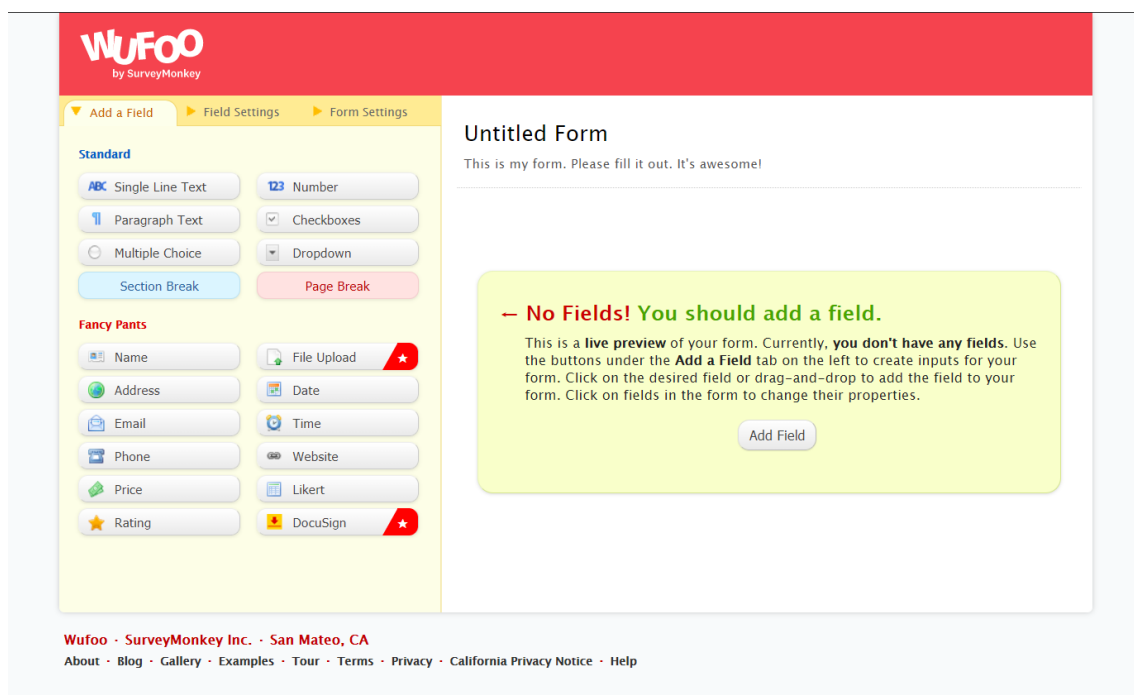 WUFOO
by SurveyMonkey
Add a Field
Field Settings
Form Settings
Standard
ABC Single Line Text
123 Number
¶ Paragraph Text
Checkboxes
Multiple Choice
Dropdown
Section Break
Page Break
Fancy Pants
Name
File Upload
Address
Date
Email
Time
Phone
Website
Price
Likert
Rating
DocuSign
Untitled Form
This is my form. Please fill it out. It's awesome!
← No Fields! You should add a field.
This is a live preview of your form. Currently, you don't have any fields. Use
the buttons under the Add a Field tab on the left to create inputs for your
form. Click on the desired field or drag-and-drop to add the field to your
form. Click on fields in the form to change their properties.
Add Field
Wufoo · SurveyMonkey Inc. · San Mateo, CA
About · Blog · Gallery · Examples · Tour · Terms · Privacy · California Privacy Notice · Help